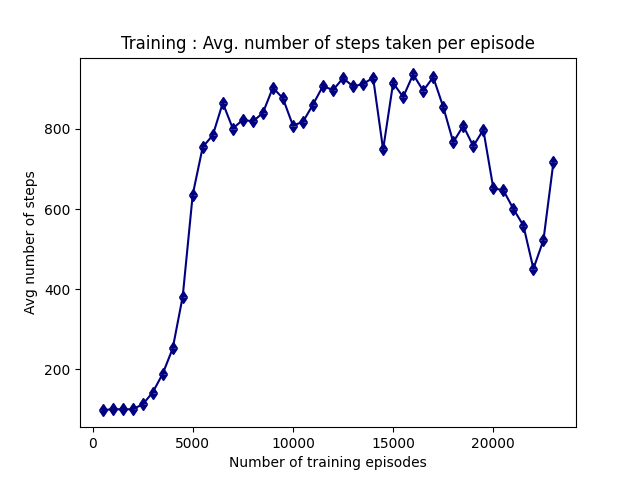 Training : Avg. number of steps taken per episode
800
600
400
200
Avg number of steps
0 5000 10000 15000 20000
Number of training episodes